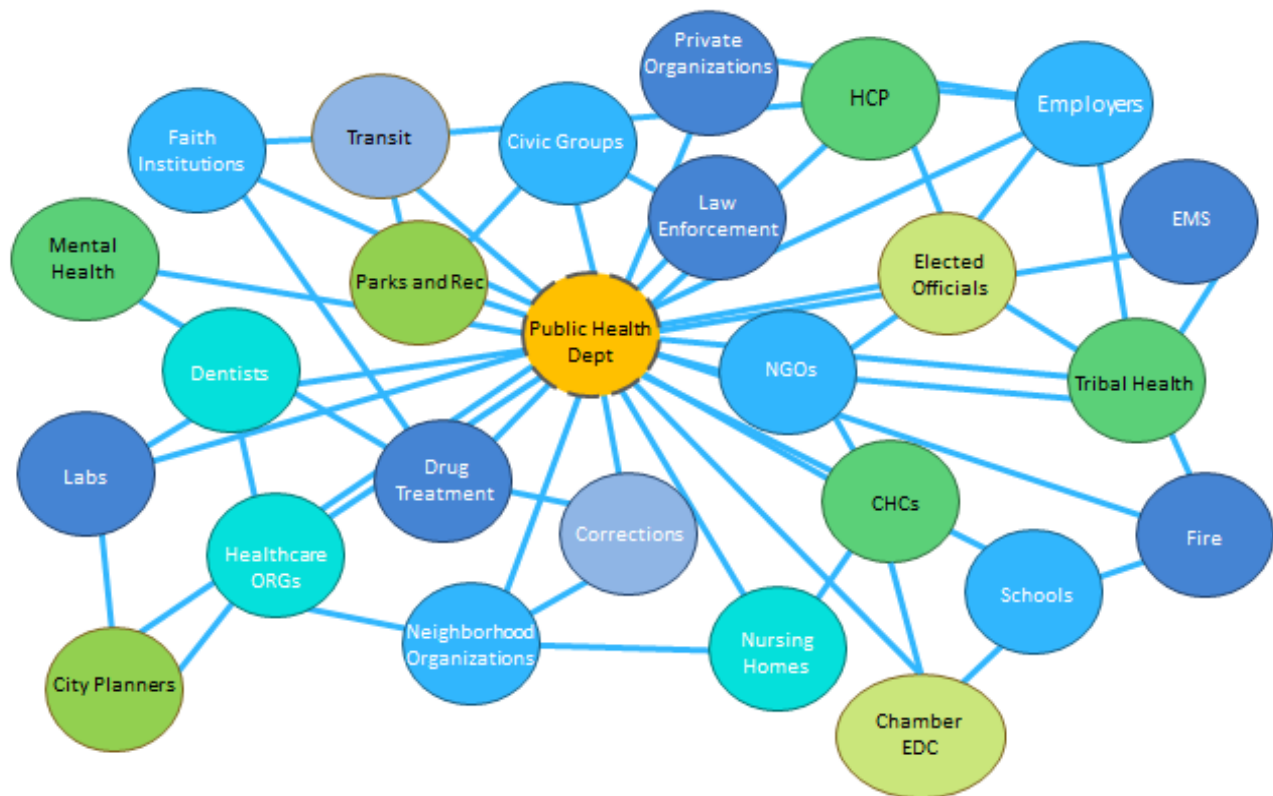 Private
Organizations
HCP
Employers
Faith
Institutions
Transit
Civic Groups
Law
Enforcement
EMS
Mental
Health
Parks and Rec
Elected
Officials
Public Health
Dept
Dentists
NGOs
Tribal Health
Labs
Drug
Treatment
CHCs
Corrections
Fire
Healthcare
ORGs
Schools
Neighborhood
Organizations
Nursing
Homes
City Planners
Chamber
EDC